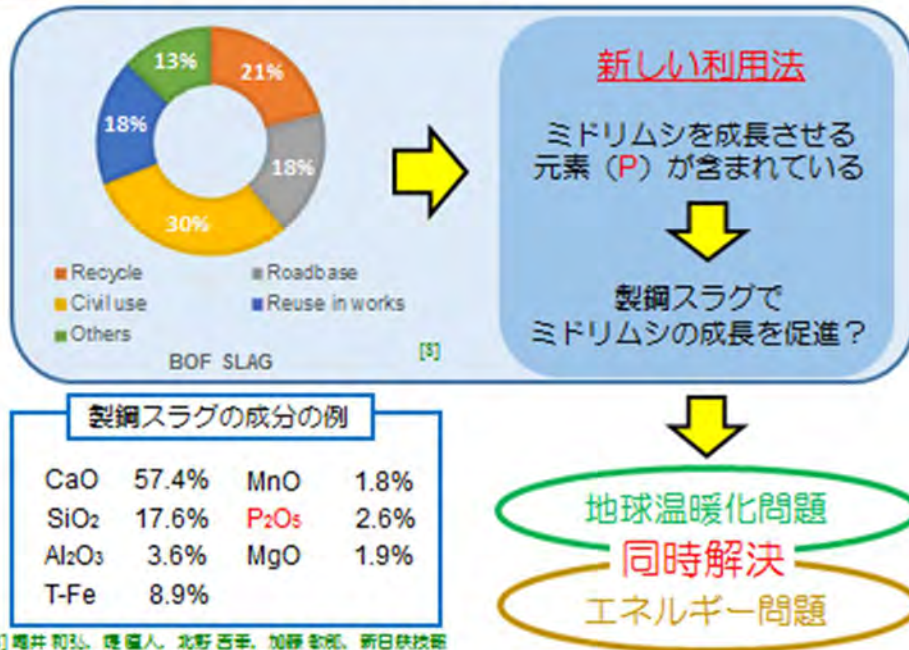 13%
21%
18%
18%
30%
Recycle
Roadbase
Civil use
Reuse in works
Others
BOF SLAG
新しい利用法
ミドリムシを成長させる
元素（P）が含まれている
製鋼スラグで
ミドリムシの成長を促進？
製鋼スラグの成分の例
CaO 57.4% MnO 1.8%
SiO₂ 17.6% P₂O₅ 2.6%
Al₂O₃ 3.6% MgO 1.9%
T-Fe 8.9%
地球温暖化問題
同時解決
エネルギー問題